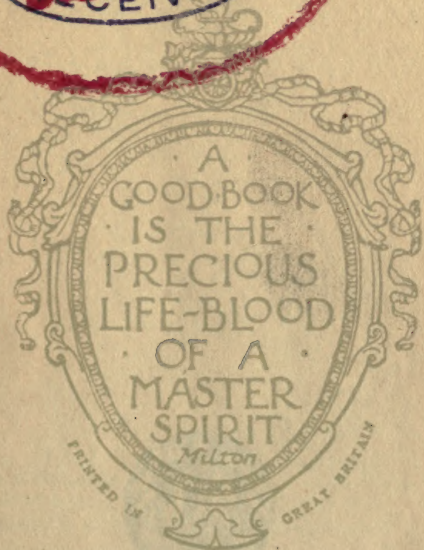 A
GOOD·BOOK
· IS THE ·
PRECIOUS
LIFE-BLOOD
· OF A ·
MASTER
SPIRIT
Milton
PRINTED IN
GREAT BRITAIN